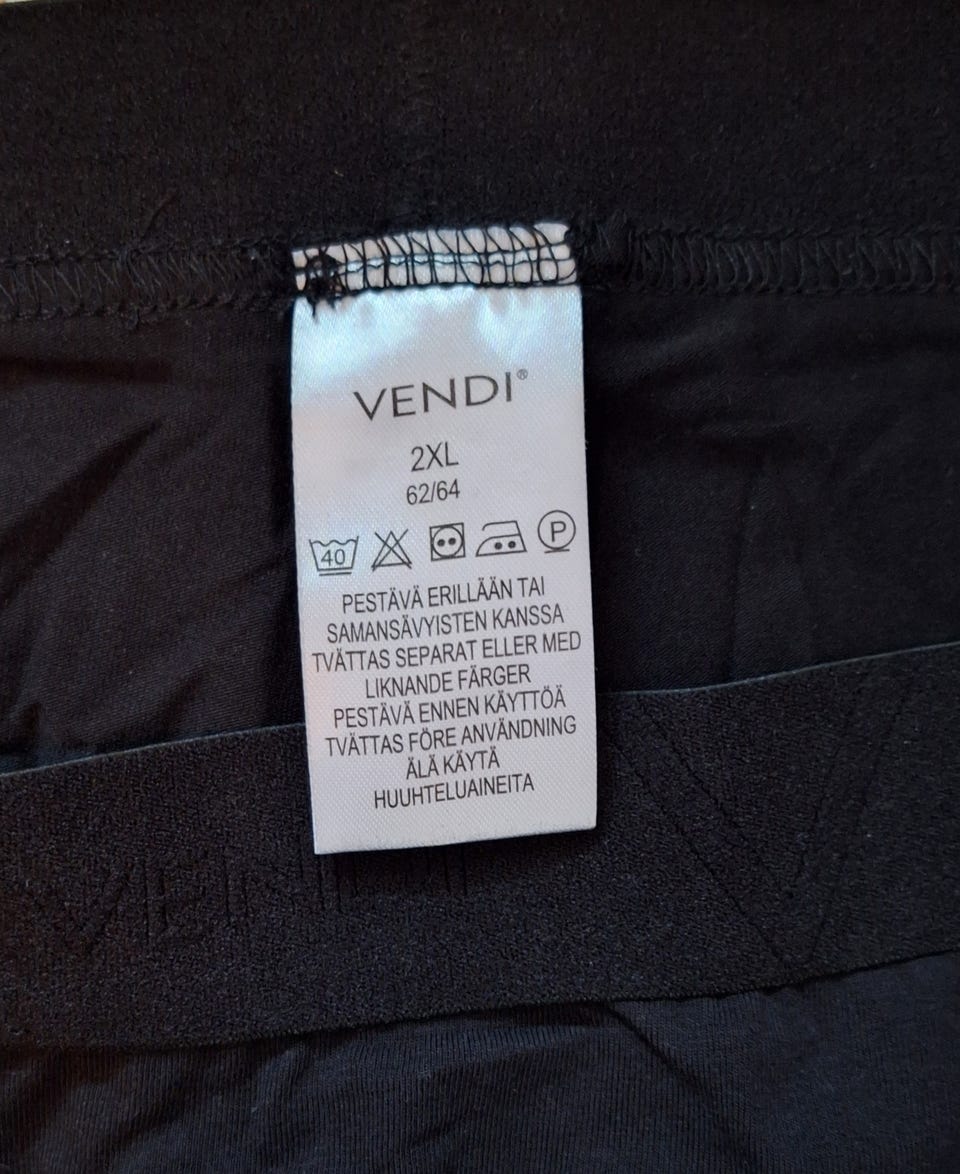 VENDI®
2XL
62/64
40 P
PESTÄVÄ ERILLÄÄN TAI
SAMANSÄVYISTEN KANSSA
TVÄTTAS SEPARAT ELLER MED
LIKNANDE FÄRGER
PESTÄVÄ ENNEN KÄYTTÖÄ
TVÄTTAS FÖRE ANVÄNDNING
ÄLÄ KÄYTÄ
HUUHTELUAINEITA
VENDI